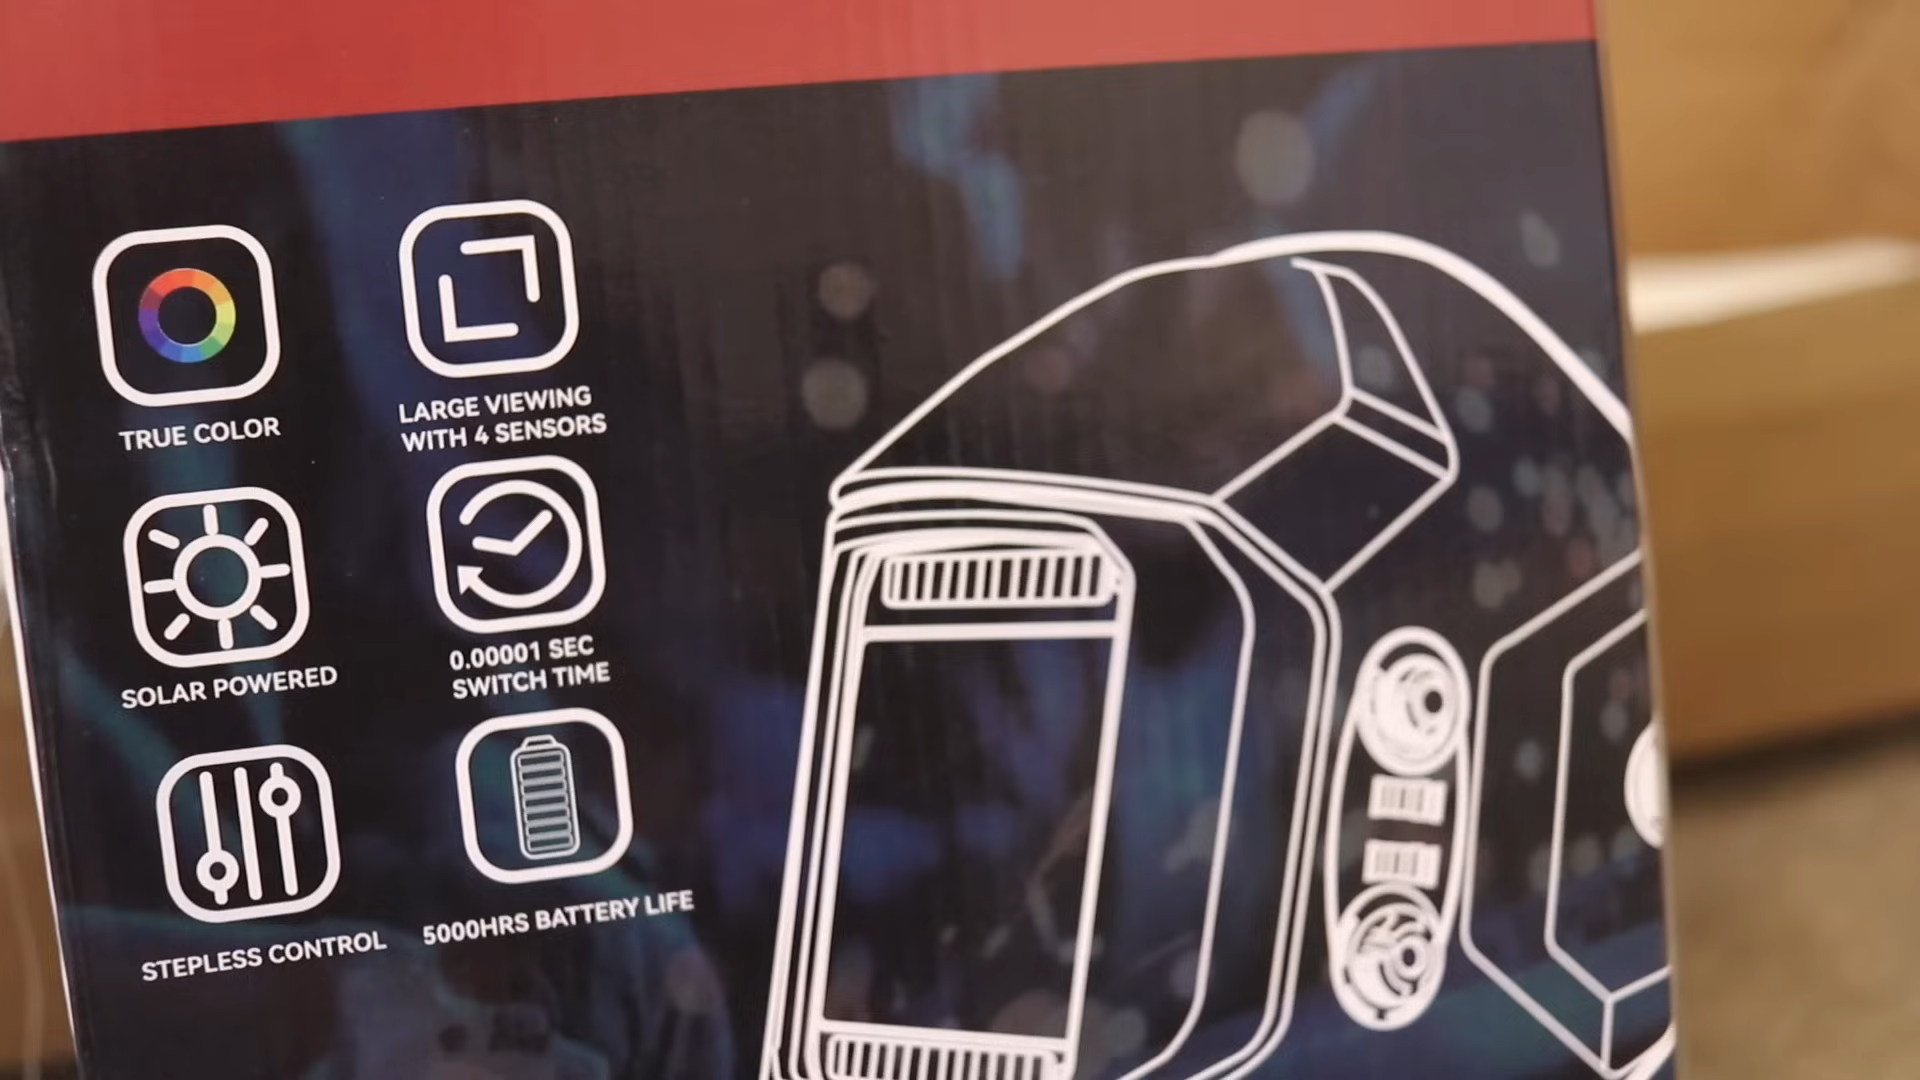 TRUE COLOR
LARGE VIEWING
WITH 4 SENSORS
SOLAR POWERED
0.00001 SEC
SWITCH TIME
STEPLESS CONTROL
5000HRS BATTERY LIFE